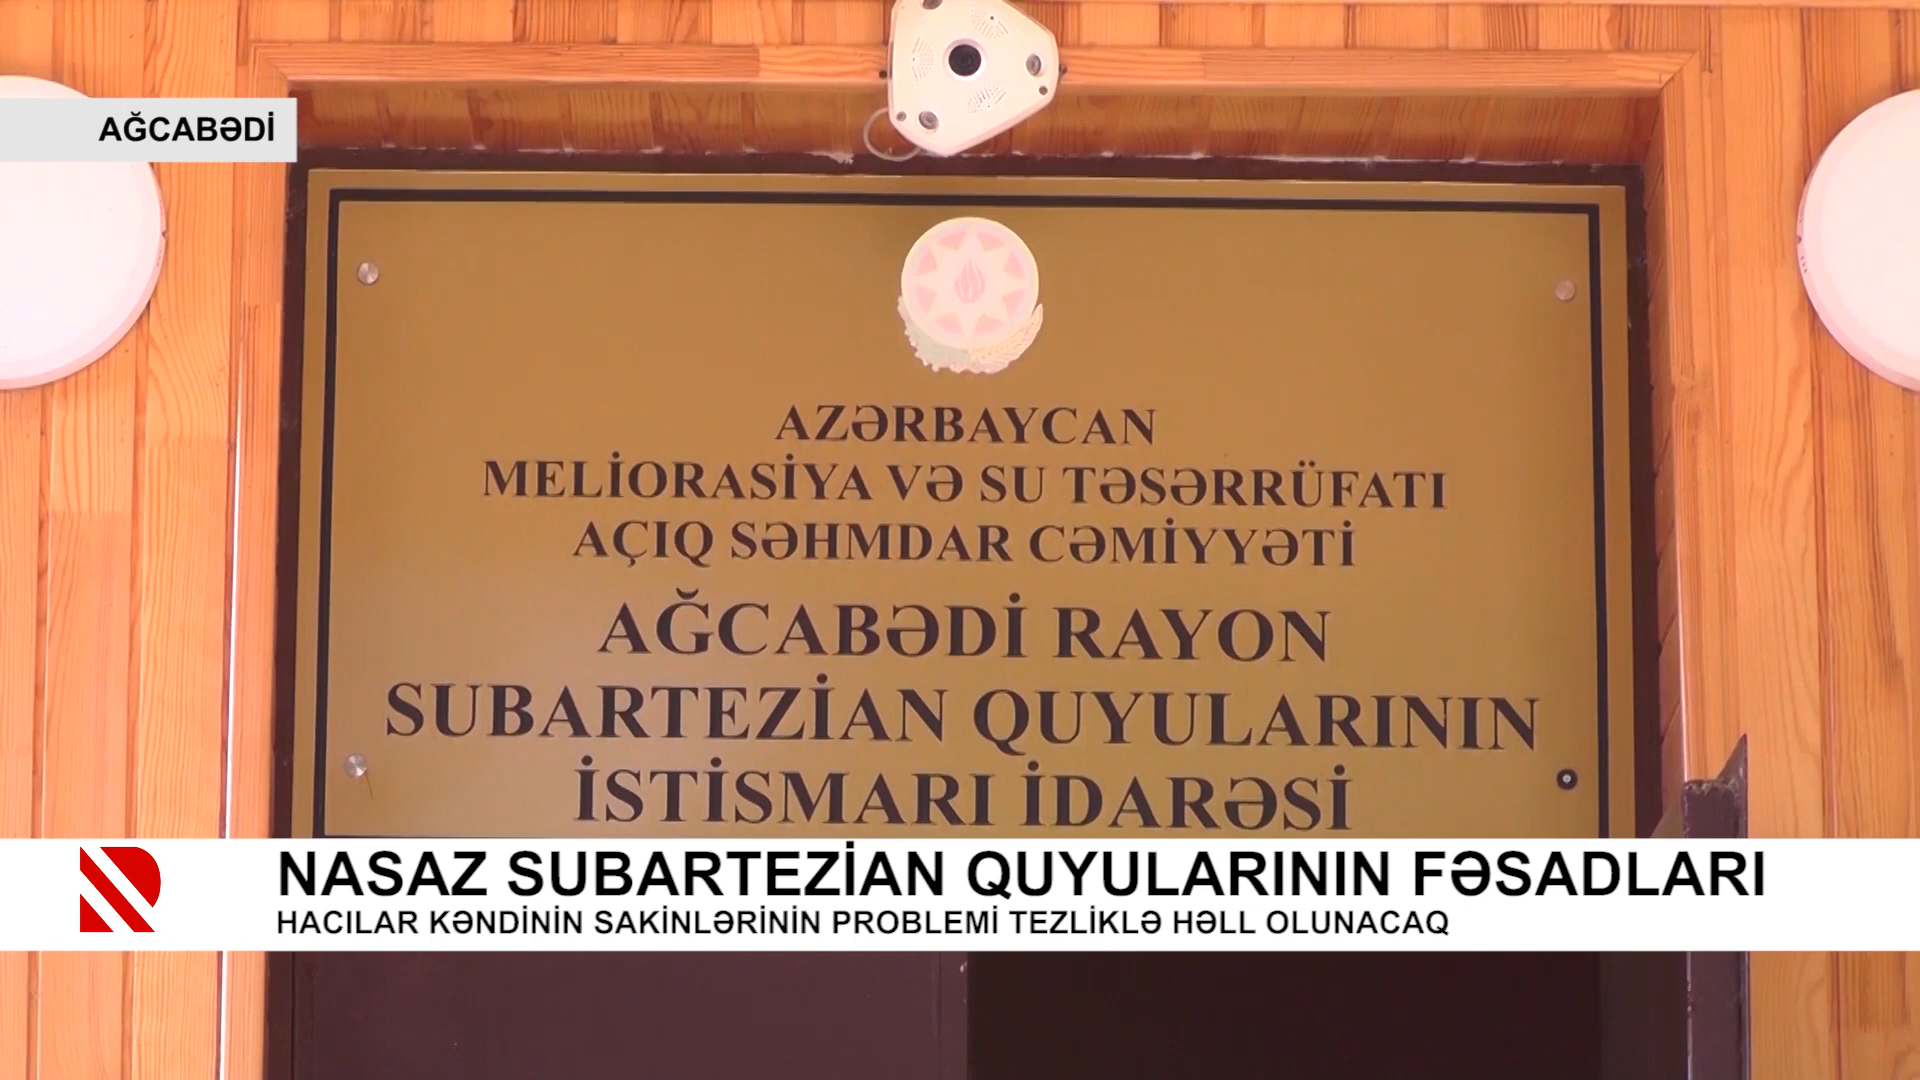 AĞCABƏDİ
AZƏRBAYCAN
MELİORASİYA VƏ SU TƏSƏRRÜFATI
AÇIQ SƏHMDAR CƏMİYYƏTİ
AĞCABƏDİ RAYON
SUBARTEZİAN QUYULARININ
İSTİSMARI İDARƏSİ
NASAZ SUBARTEZİAN QUYULARININ FƏSADLARI
HACILAR KƏNDİNİN SAKİNLƏRİNİN PROBLEMİ TEZLİKLƏ HƏLL OLUNACAQ